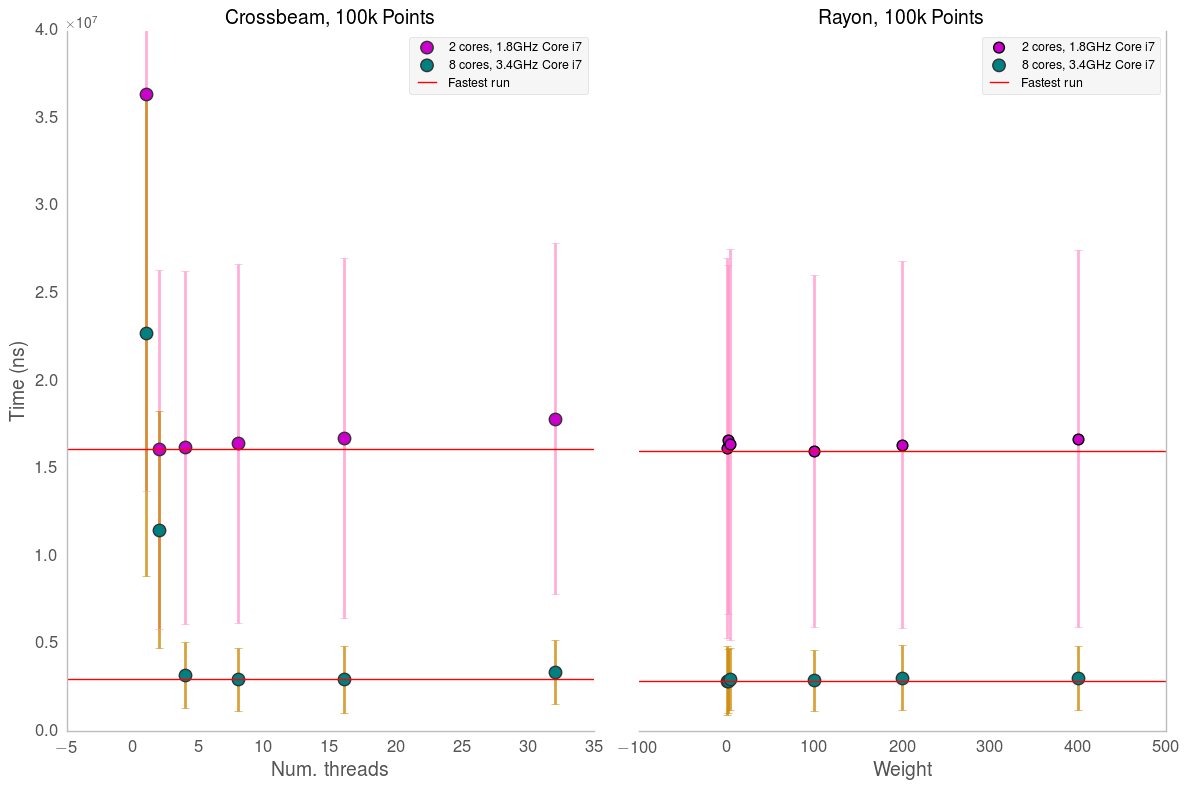 Crossbeam, 100k Points
×10⁷
4.0
3.5
3.0
2.5
2.0
1.5
1.0
0.5
0.0
Time (ns)
2 cores, 1.8GHz Core i7
8 cores, 3.4GHz Core i7
Fastest run
−5 0 5 10 15 20 25 30 35
Num. threads
Rayon, 100k Points
2 cores, 1.8GHz Core i7
8 cores, 3.4GHz Core i7
Fastest run
−100 0 100 200 300 400 500
Weight